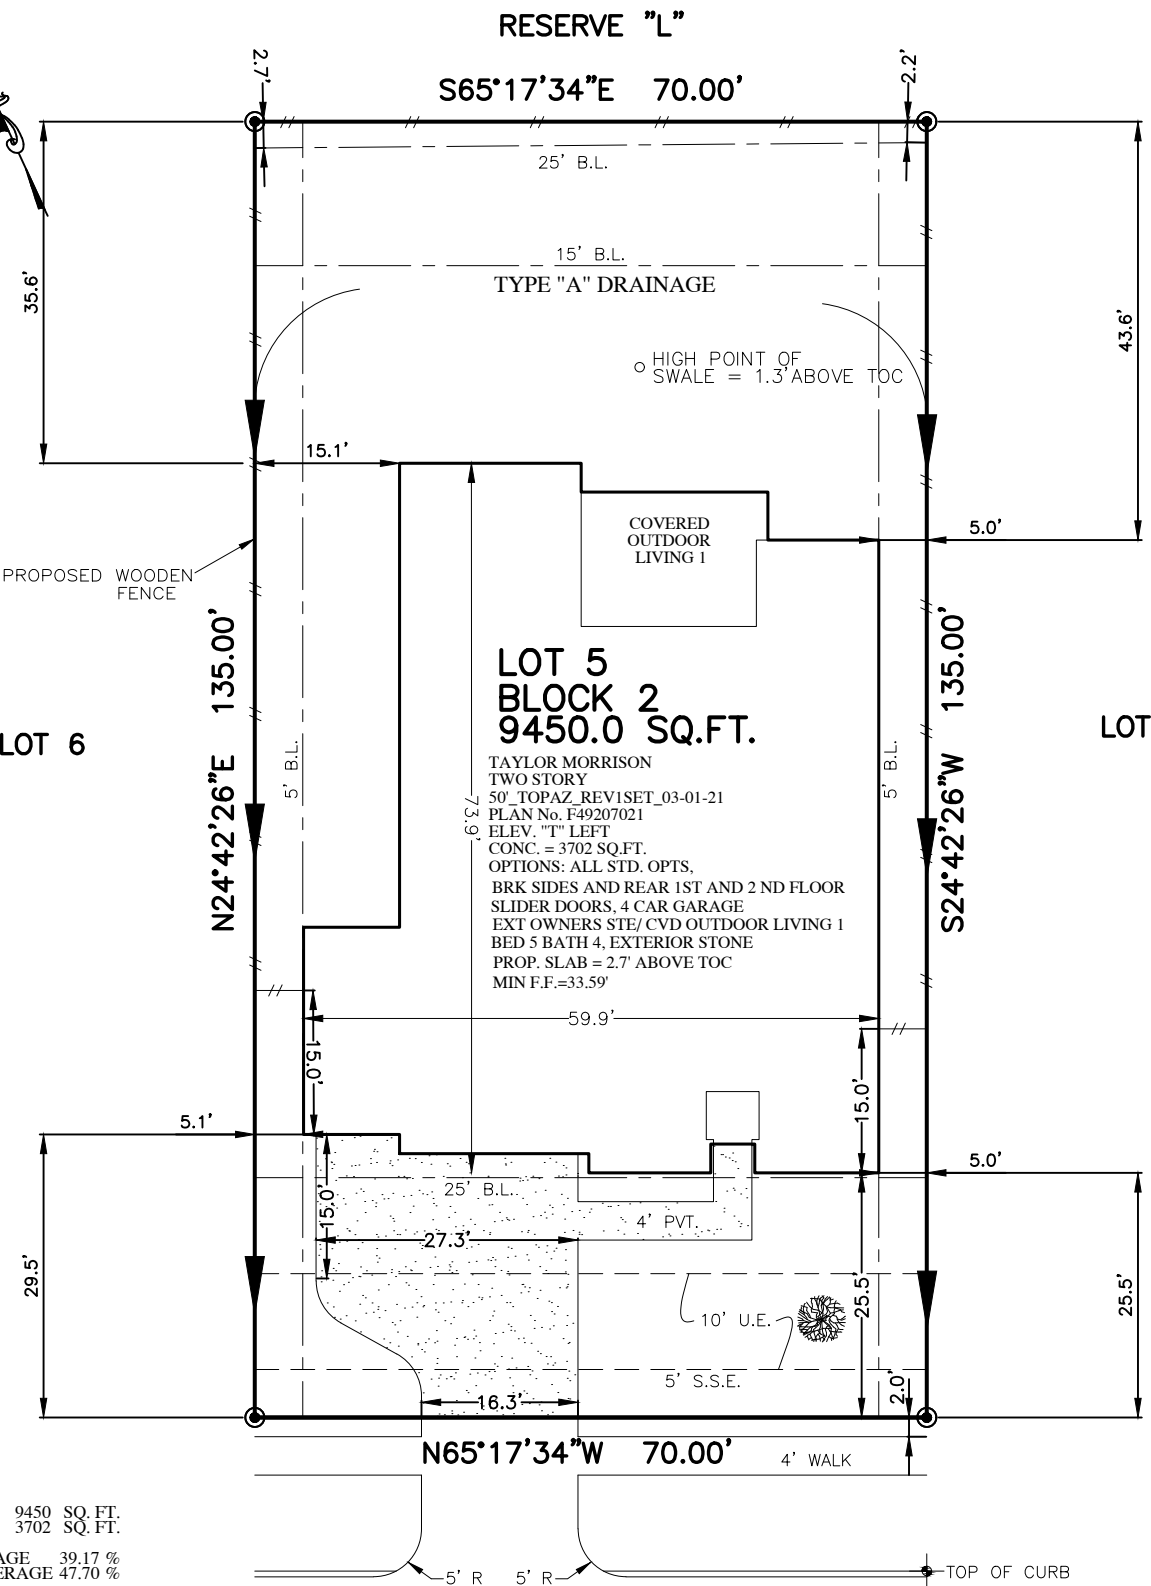 RESERVE "L"
2.7'
S65°17'34"E 70.00'
2.2'
25' B.L.
15' B.L.
TYPE "A" DRAINAGE
35.6'
43.6'
HIGH POINT OF
SWALE = 1.3'ABOVE TOC
15.1'
COVERED
OUTDOOR
LIVING 1
5.0'
PROPOSED WOODEN
FENCE
N24°42'26"E 135.00'
S24°42'26"W 135.00'
LOT 5
BLOCK 2
9450.0 SQ.FT.
LOT 6
LOT
5' B.L.
5' B.L.
73.9'
TAYLOR MORRISON
TWO STORY
50'_TOPAZ_REV1SET_03-01-21
PLAN No. F49207021
ELEV. "T" LEFT
CONC. = 3702 SQ.FT.
OPTIONS: ALL STD. OPTS,
BRK SIDES AND REAR 1ST AND 2 ND FLOOR
SLIDER DOORS, 4 CAR GARAGE
EXT OWNERS STE/ CVD OUTDOOR LIVING 1
BED 5 BATH 4, EXTERIOR STONE
PROP. SLAB = 2.7' ABOVE TOC
MIN F.F.=33.59'
59.9'
15.0'
15.0'
5.1'
5.0'
25' B.L.
15.0'
4' PVT.
27.3'
29.5'
25.5'
25.5'
10' U.E.
5' S.S.E.
2.0'
16.3'
N65°17'34"W 70.00'
4' WALK
9450 SQ. FT.
3702 SQ. FT.
AGE 39.17 %
ERAGE 47.70 %
5' R 5' R
TOP OF CURB